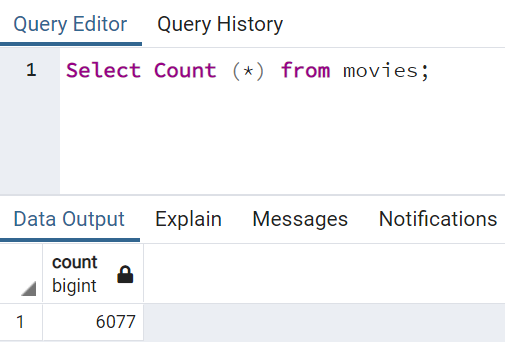 Query Editor Query History
1 Select Count (*) from movies;
Data Output Explain Messages Notifications
count
bigint
1 6077